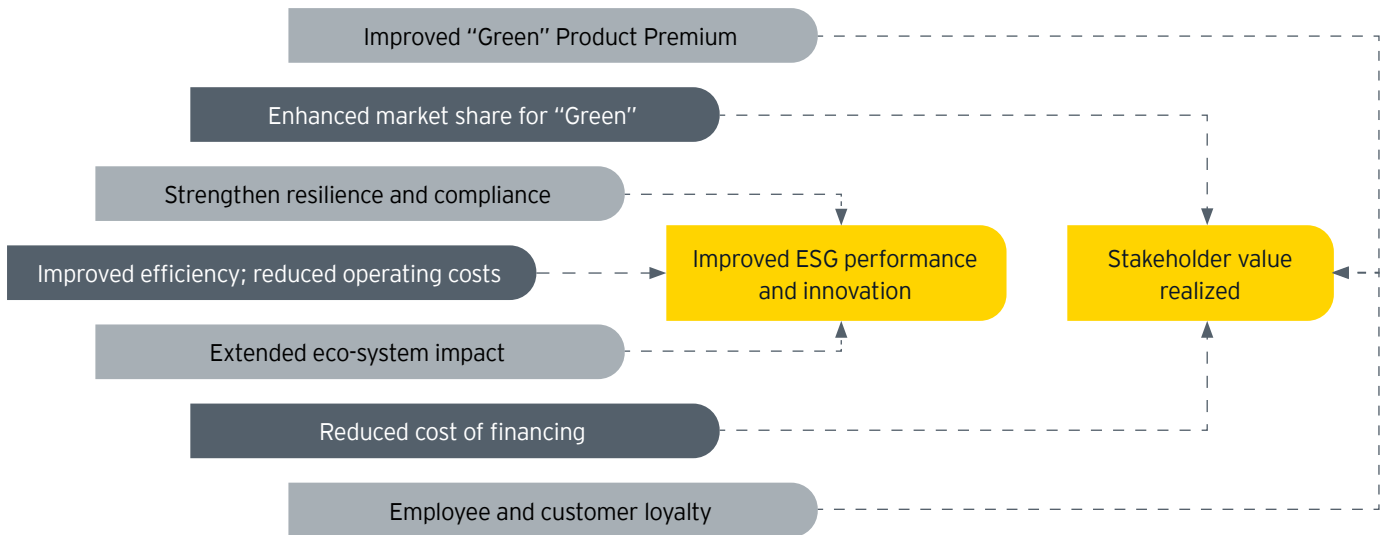 Improved “Green” Product Premium
Enhanced market share for “Green”
Strengthen resilience and compliance
Improved efficiency; reduced operating costs
Extended eco-system impact
Reduced cost of financing
Employee and customer loyalty
Improved ESG performance
and innovation
Stakeholder value
realized